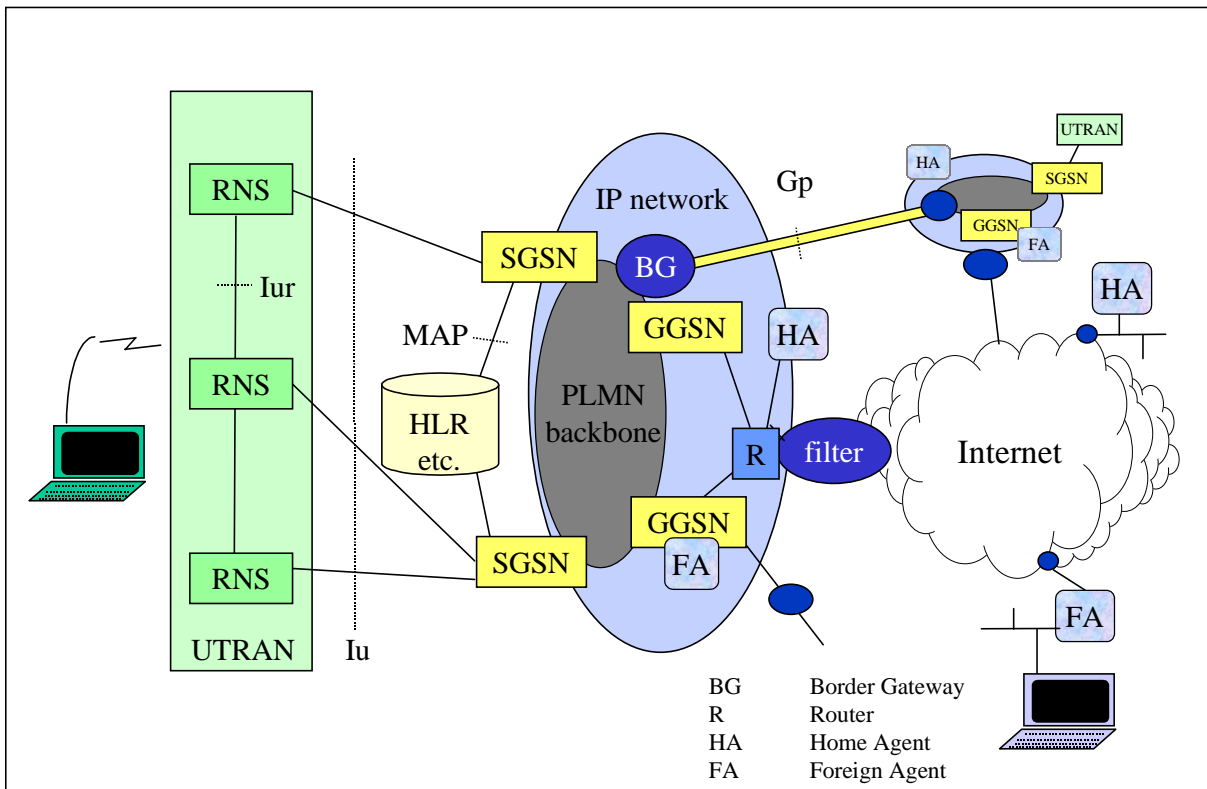 UTRAN
HA
SGSN
RNS
IP network
Gp
GGSN
FA
SGSN
BG
Iur
HA
MAP
GGSN
HA
RNS
PLMN
backbone
HLR
etc.
R
filter
Internet
GGSN
SGSN
FA
RNS
FA
UTRAN
Iu
BG Border Gateway
R Router
HA Home Agent
FA Foreign Agent